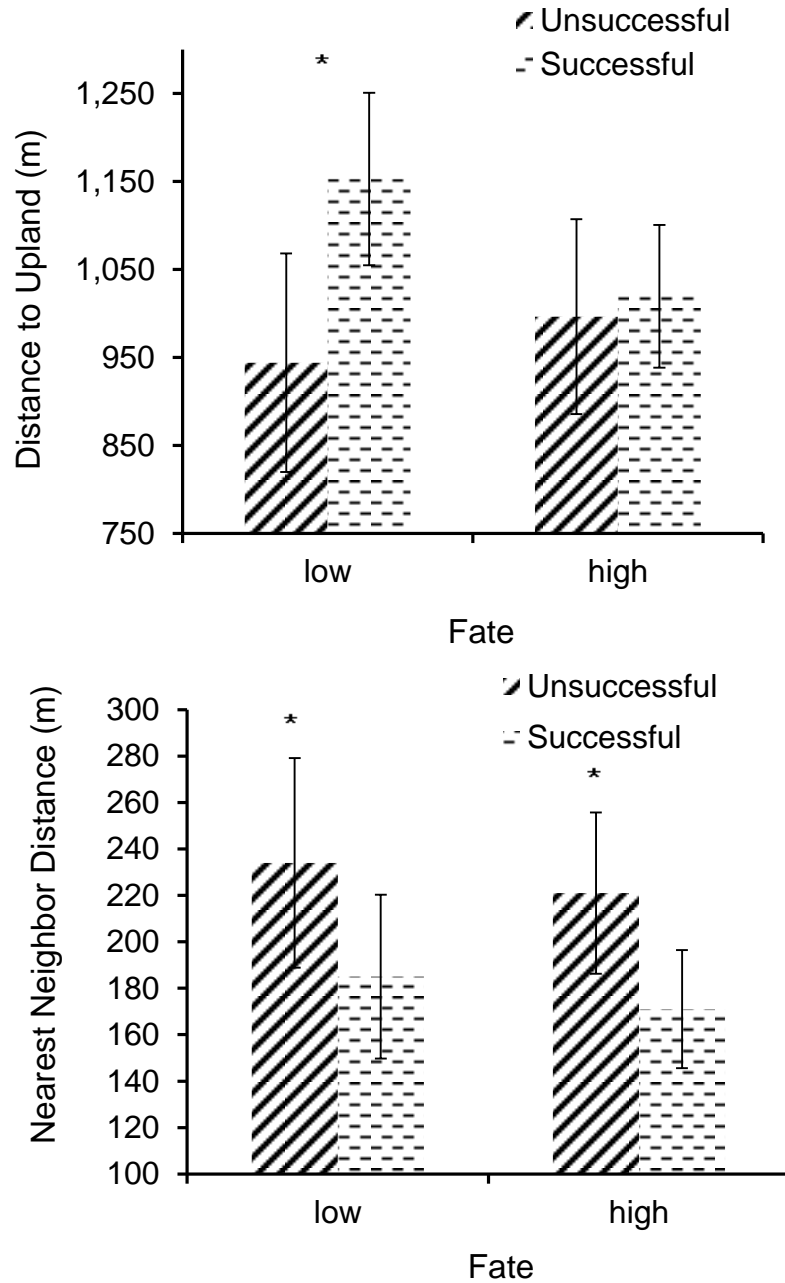 Unsuccessful
Successful
*
1,250
1,150
1,050
950
850
750
Distance to Upland (m)
low high
Fate
Unsuccessful
Successful
*
*
300
280
260
240
220
200
180
160
140
120
100
Nearest Neighbor Distance (m)
low high
Fate